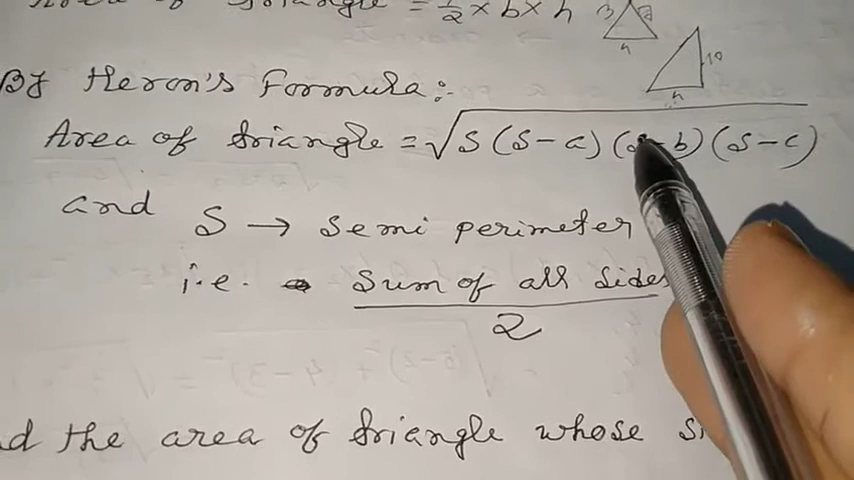 of triangle = 1/2 × b × h
By Heron's Formula:-
Area of triangle = √S(S-a)(S-b)(S-c)
and S → Semi perimeter
i.e. Sum of all Sides
2
the area of triangle whose
10